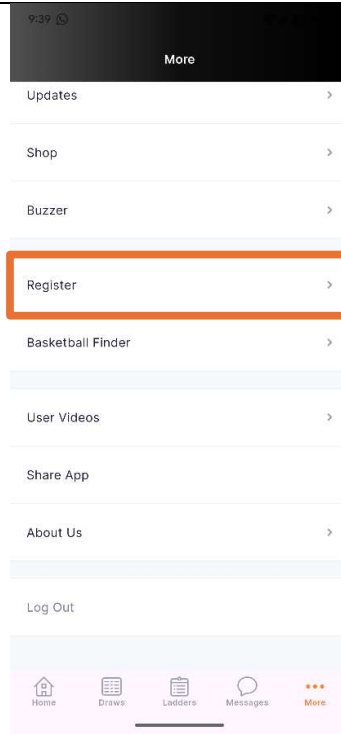 9:39
More
Updates
Shop
Buzzer
Register
Basketball Finder
User Videos
Share App
About Us
Log Out
Home Draws Ladders Messages More